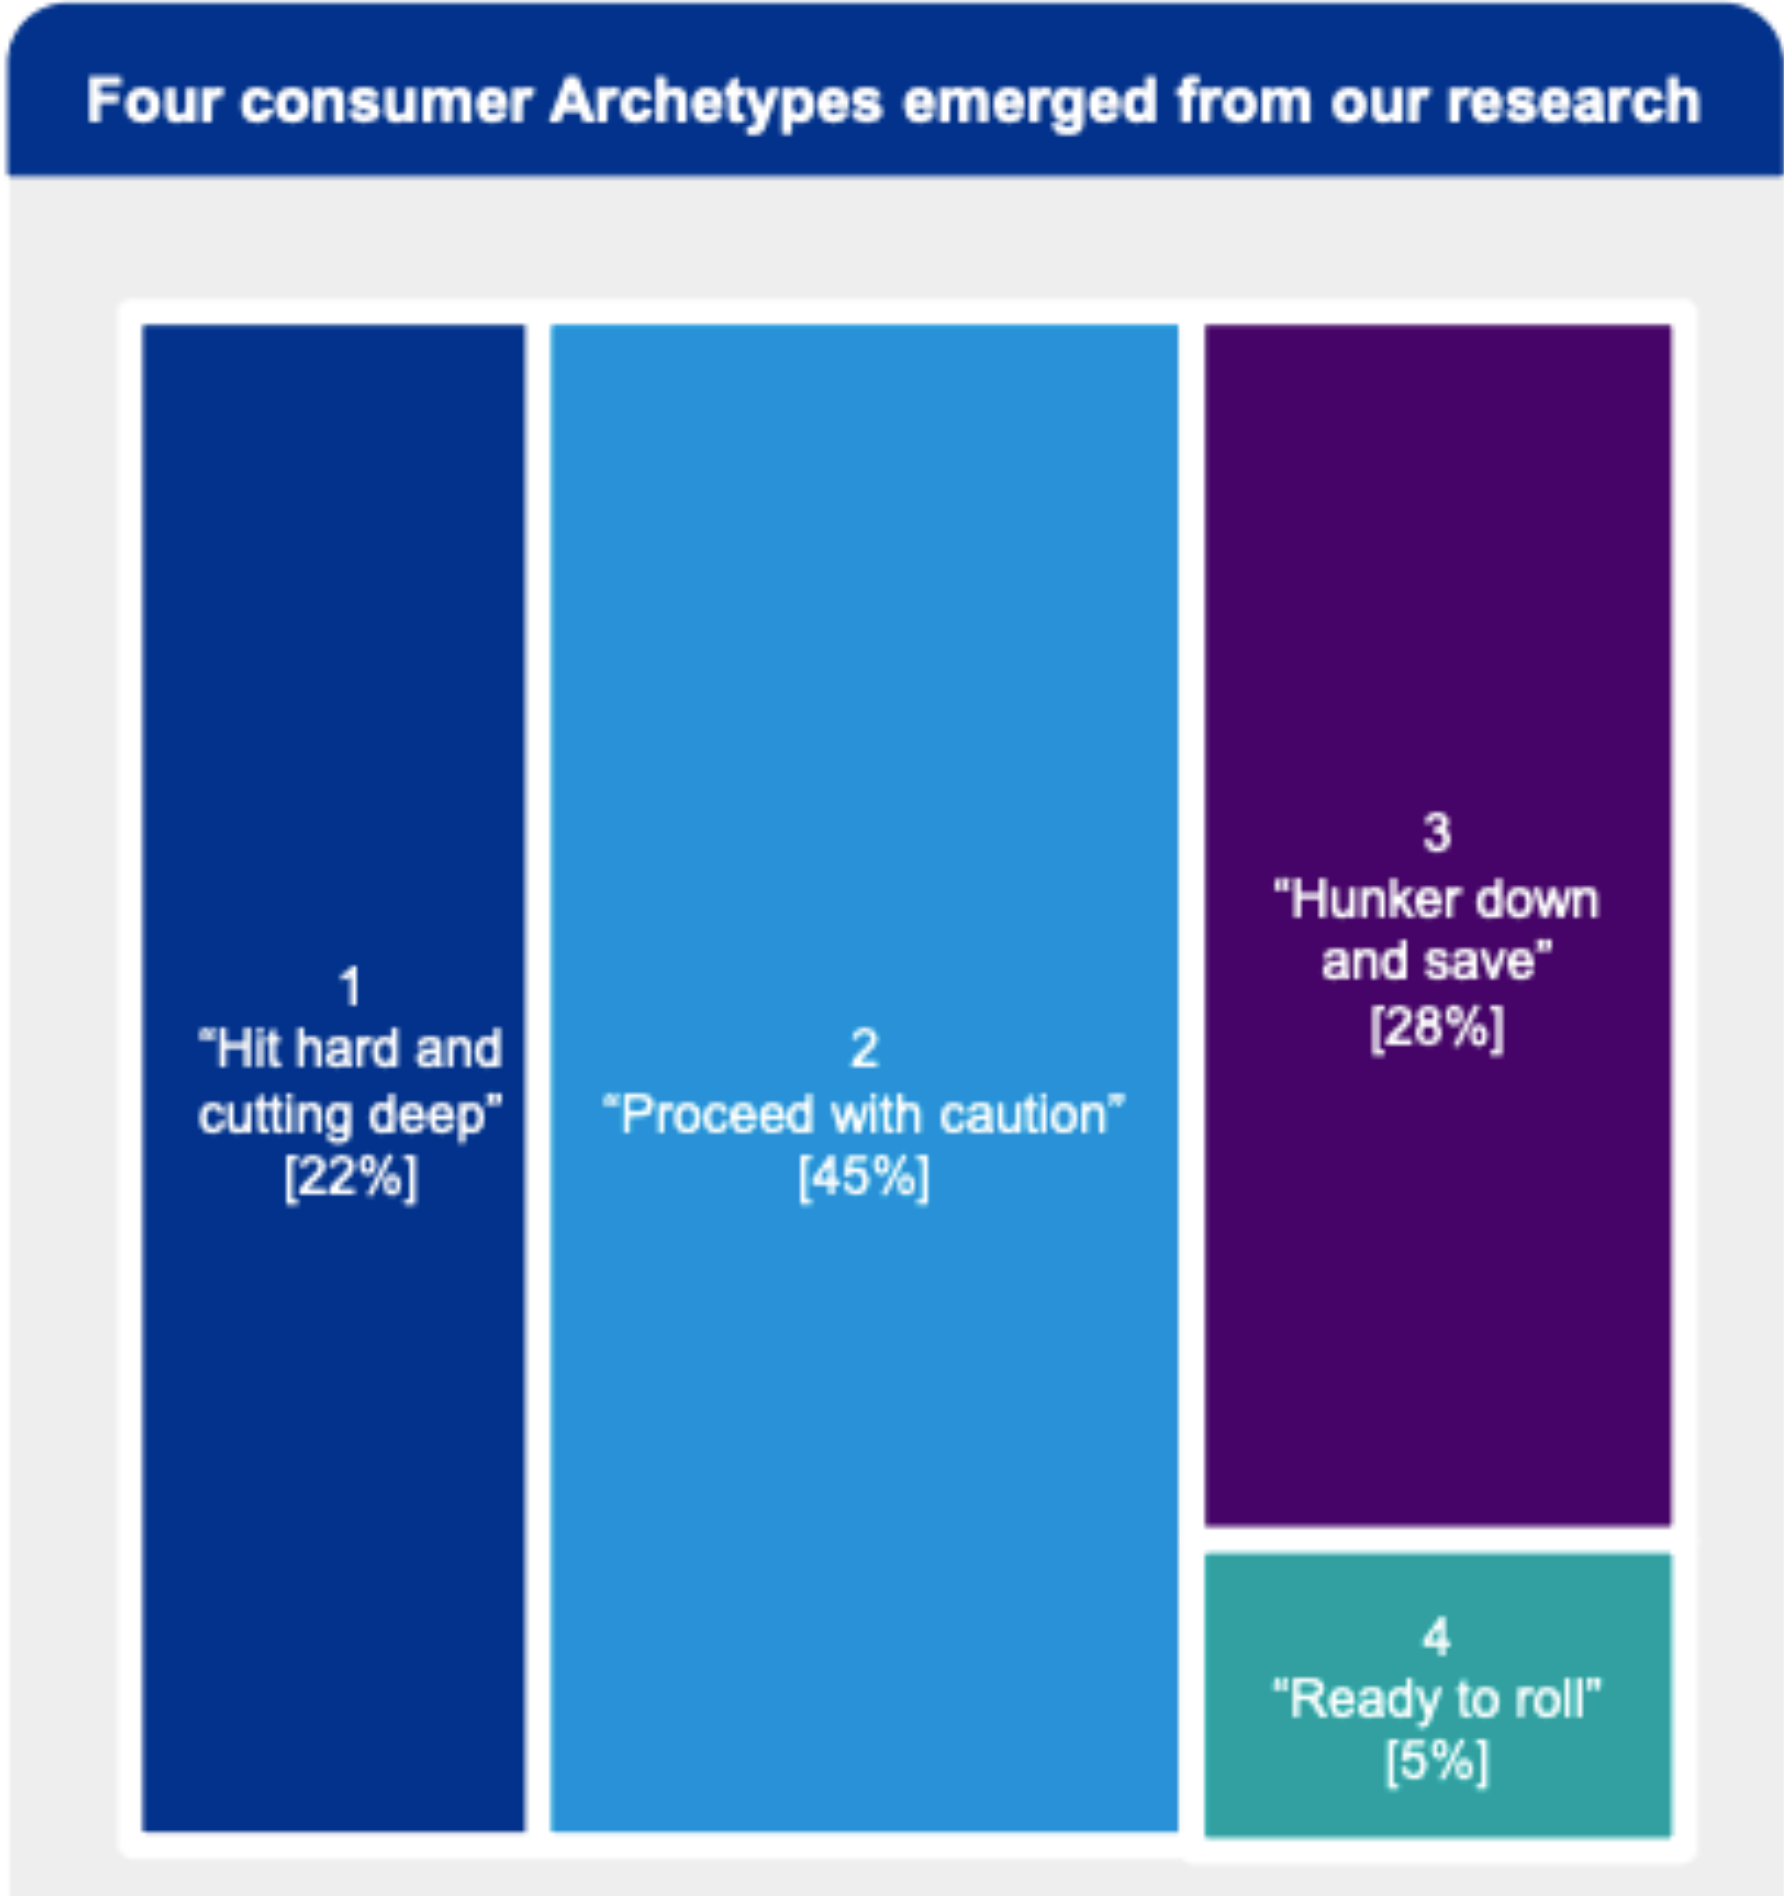 Four consumer Archetypes emerged from our research
1
“Hit hard and
cutting deep”
[22%]
2
“Proceed with caution”
[45%]
3
“Hunker down
and save”
[28%]
4
“Ready to roll”
[5%]